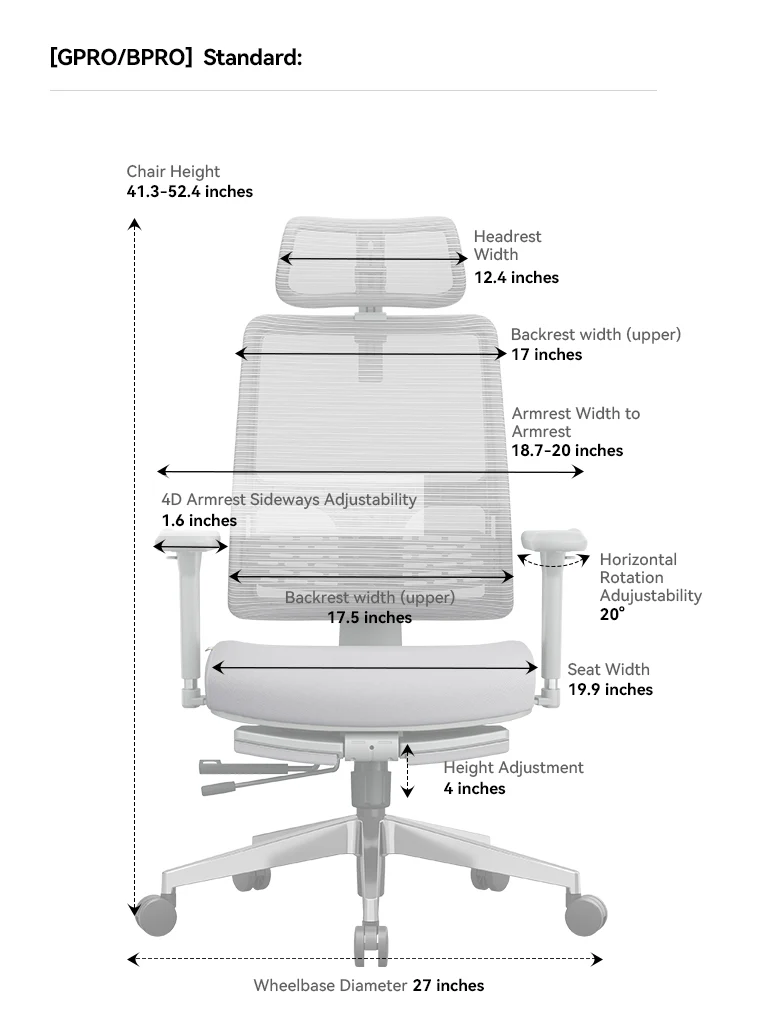 [GPRO/BPRO] Standard:
Chair Height
41.3-52.4 inches
Headrest
Width
12.4 inches
Backrest width (upper)
17 inches
Armrest Width to
Armrest
18.7-20 inches
4D Armrest Sideways Adjustability
1.6 inches
Horizontal
Rotation
Adujustability
20°
Backrest width (upper)
17.5 inches
Seat Width
19.9 inches
Height Adjustment
4 inches
Wheelbase Diameter 27 inches